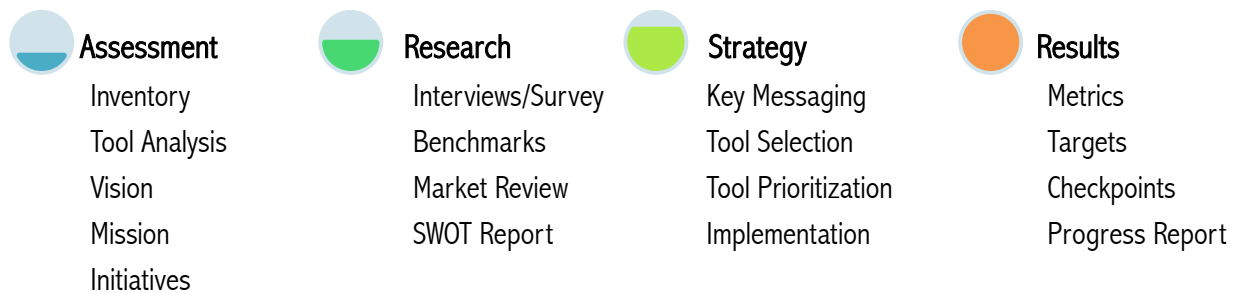 Assessment
Inventory
Tool Analysis
Vision
Mission
Initiatives
Research
Interviews/Survey
Benchmarks
Market Review
SWOT Report
Strategy
Key Messaging
Tool Selection
Tool Prioritization
Implementation
Results
Metrics
Targets
Checkpoints
Progress Report